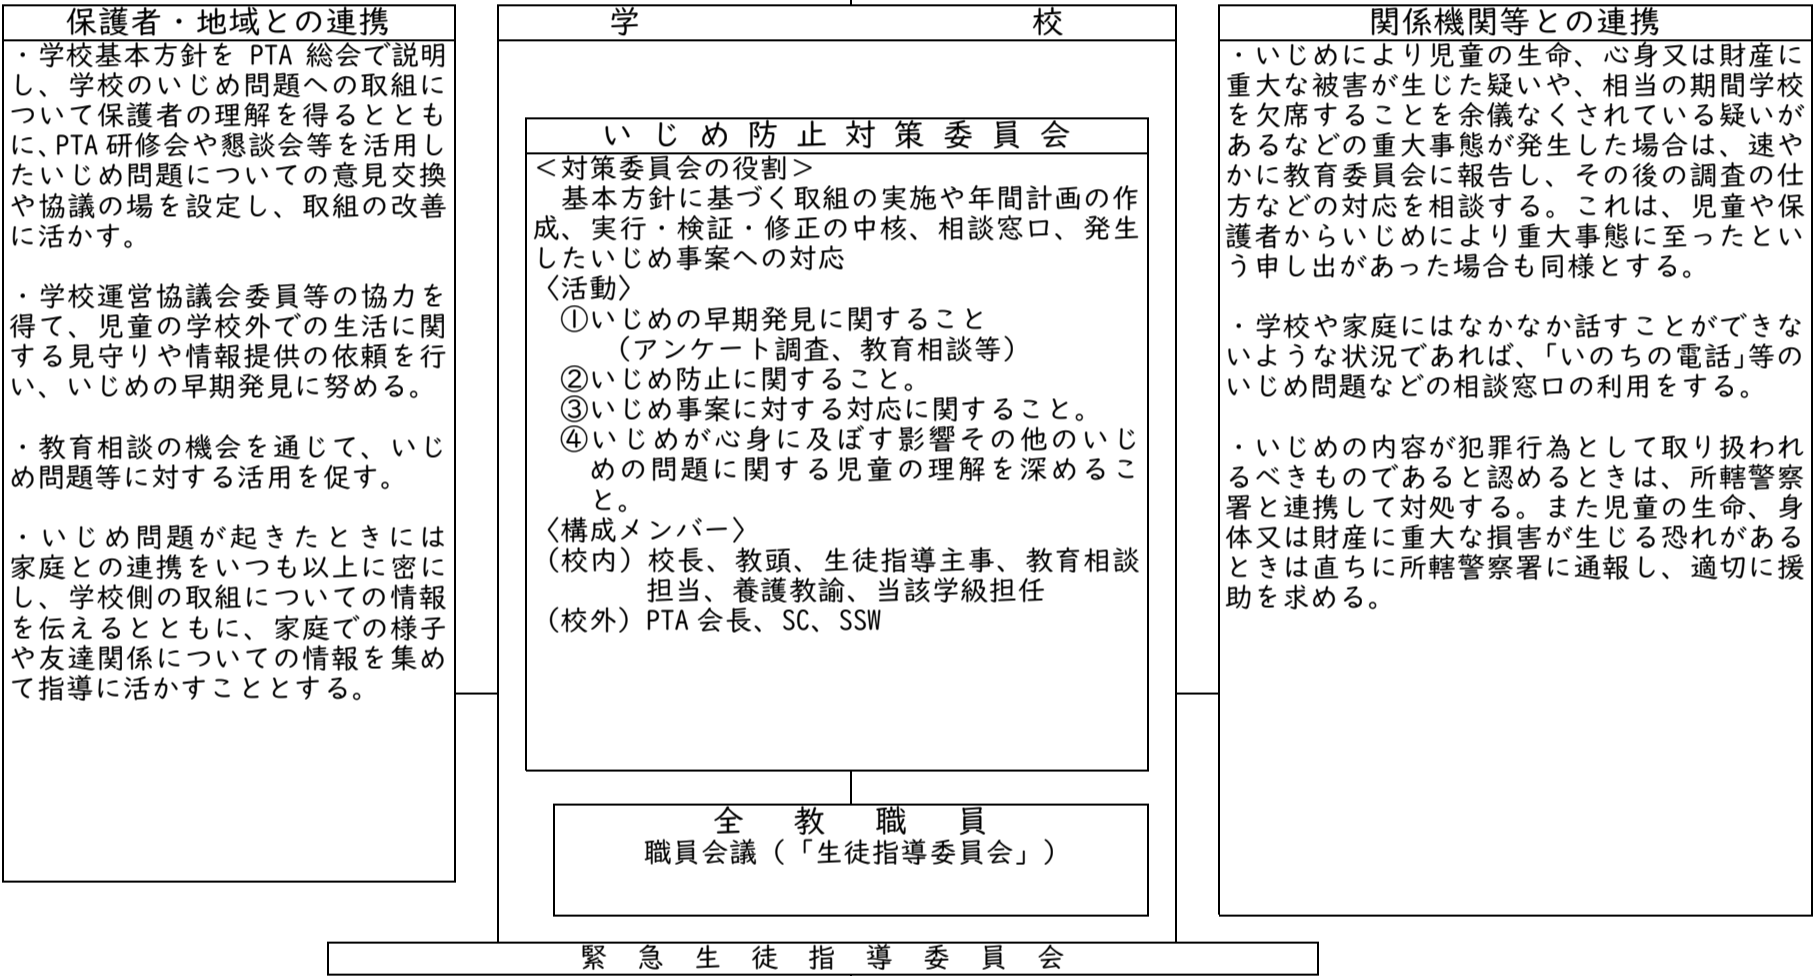 保護者・地域との連携
・学校基本方針を PTA 総会で説明
し、学校のいじめ問題への取組に
ついて保護者の理解を得るととも
に、PTA 研修会や懇談会等を活用し
たいじめ問題についての意見交換
や協議の場を設定し、取組の改善
に活かす。
・学校運営協議会委員等の協力を
得て、児童の学校外での生活に関
する見守りや情報提供の依頼を行
い、いじめの早期発見に努める。
・教育相談の機会を通じて、いじ
め問題等に対する活用を促す。
・いじめ問題が起きたときには
家庭との連携をいつも以上に密に
し、学校側の取組についての情報
を伝えるとともに、家庭での様子
や友達関係についての情報を集め
て指導に活かすこととする。
学 校
いじめ防止対策委員会
＜対策委員会の役割＞
基本方針に基づく取組の実施や年間計画の作
成、実行・検証・修正の中核、相談窓口、発生
したいじめ事案への対応
〈活動〉
①いじめの早期発見に関すること
（アンケート調査、教育相談等）
②いじめ防止に関すること。
③いじめ事案に対する対応に関すること。
④いじめが心身に及ぼす影響その他のいじ
めの問題に関する児童の理解を深めるこ
と。
〈構成メンバー〉
（校内）校長、教頭、生徒指導主事、教育相談
担当、養護教諭、当該学級担任
（校外）PTA 会長、SC、SSW
全 教 職 員
職員会議（「生徒指導委員会」）
関係機関等との連携
・いじめにより児童の生命、心身又は財産に
重大な被害が生じた疑いや、相当の期間学校
を欠席することを余儀なくされている疑いが
あるなどの重大事態が発生した場合は、速や
かに教育委員会に報告し、その後の調査の仕
方などの対応を相談する。これは、児童や保
護者からいじめにより重大事態に至ったとい
う申し出があった場合も同様とする。
・学校や家庭にはなかなか話すことができな
いような状況であれば、「いのちの電話」等の
いじめ問題などの相談窓口の利用をする。
・いじめの内容が犯罪行為として取り扱われ
るべきものであると認めるときは、所轄警察
署と連携して対処する。また児童の生命、身
体又は財産に重大な損害が生じる恐れがある
ときは直ちに所轄警察署に通報し、適切に援
助を求める。
緊急生徒指導委員会